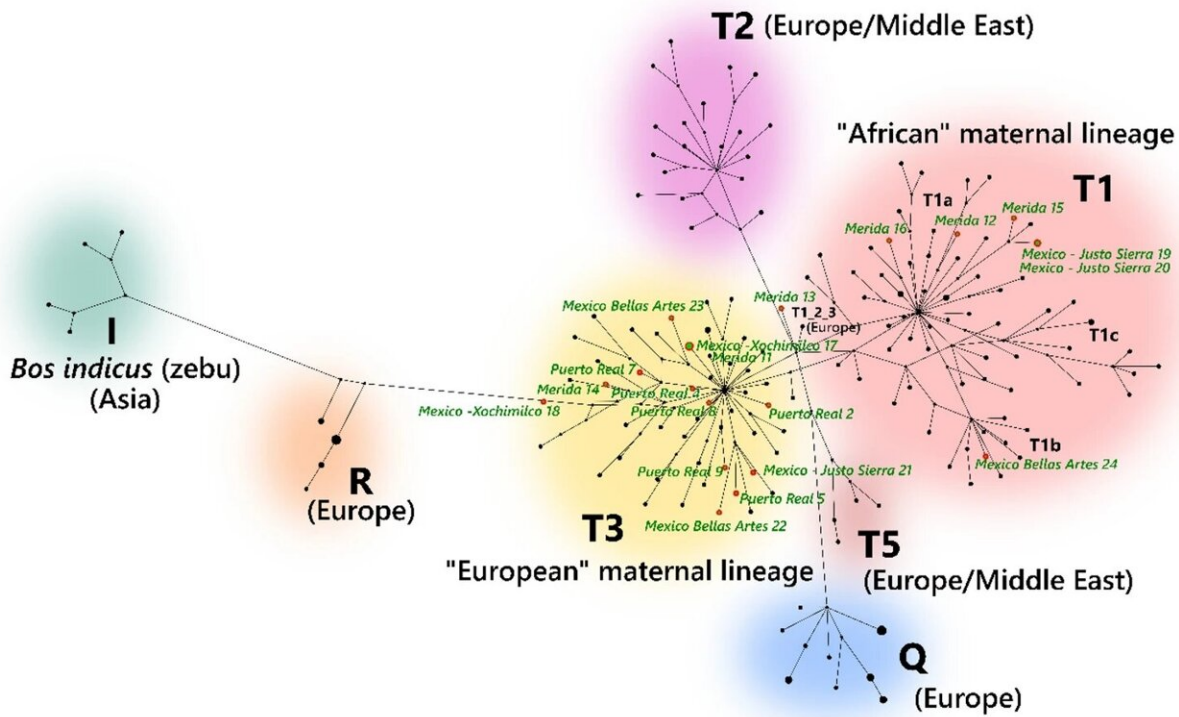 T2 (Europe/Middle East)
"African" maternal lineage
T1
T1a
Merida 15
Merida 12
Merida 16
Mexico - Justo Sierra 19
Mexico - Justo Sierra 20
Merida 13
Mexico Bellas Artes 23
T1_2_3
(Europe)
T1c
I
Bos indicus (zebu)
(Asia)
Mexico -Xochimilco 17
Merida 11
Puerto Real 7
Merida 14
Puerto Real 4
Mexico -Xochimilco 18
Puerto Real 8
Puerto Real 2
T1b
Mexico Bellas Artes 24
Puerto Real 9
Mexico - Justo Sierra 21
R
(Europe)
Puerto Real 5
Mexico Bellas Artes 22
T3
"European" maternal lineage
T5
(Europe/Middle East)
Q
(Europe)